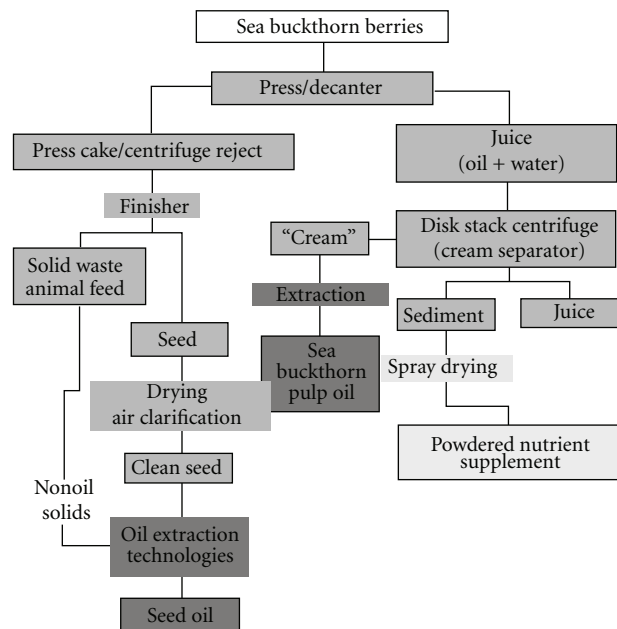 Sea buckthorn berries
Press/decanter
Press cake/centrifuge reject
Juice
(oil + water)
Finisher
"Cream"
Disk stack centrifuge
(cream separator)
Solid waste
animal feed
Extraction
Sediment
Juice
Seed
Sea
buckthorn
pulp oil
Spray drying
Drying
air clarification
Powdered nutrient
supplement
Clean seed
Nonoil
solids
Oil extraction
technologies
Seed oil